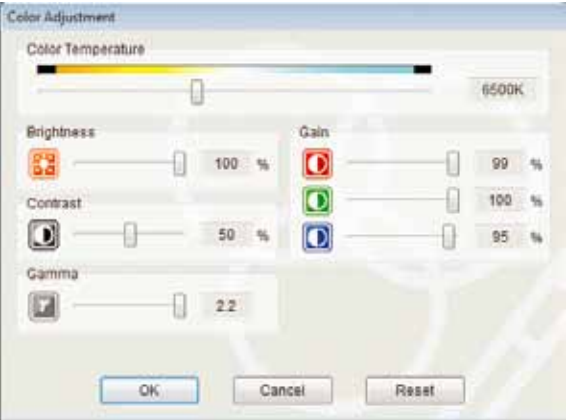 Color Adjustment
Color Temperature
6500K
Brightness
100 %
Contrast
50 %
Gamma
2.2
Gain
99 %
100 %
95 %
OK Cancel Reset